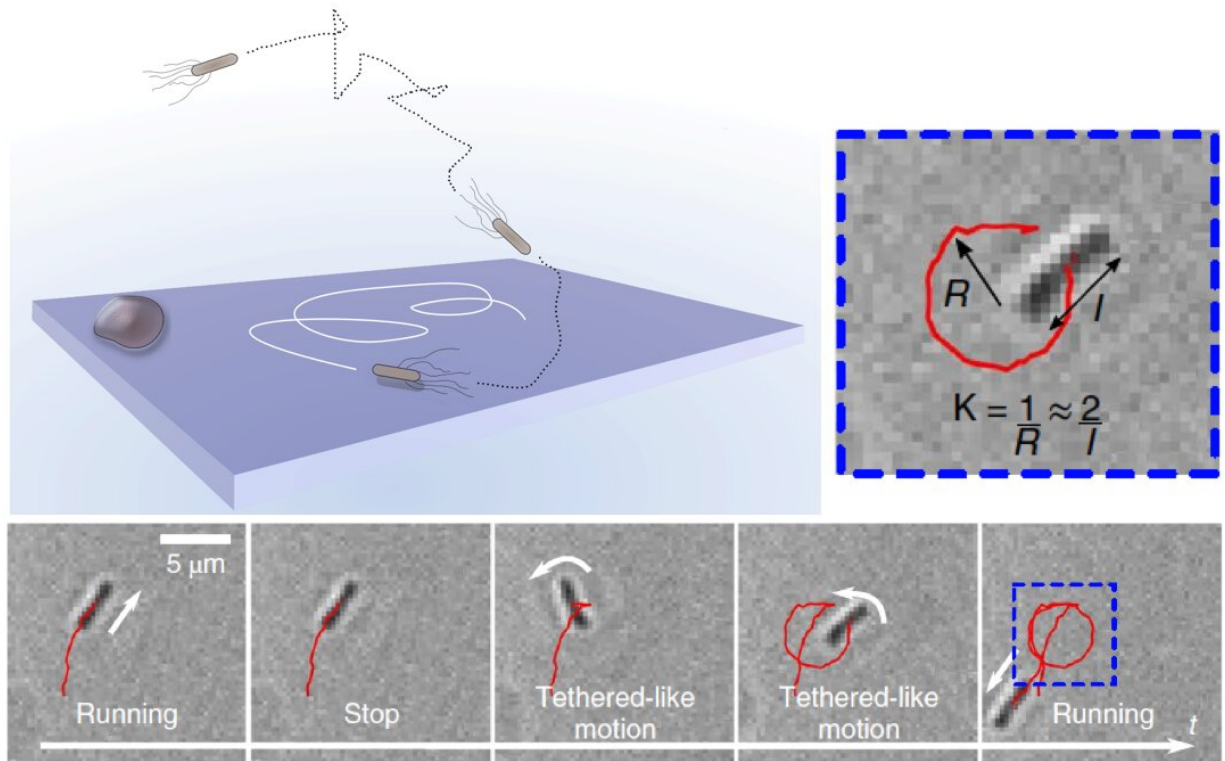 R
l
K = 1/R ≈ 2/l
5 μm
Running
Stop
Tethered-like
motion
Tethered-like
motion
Running
t